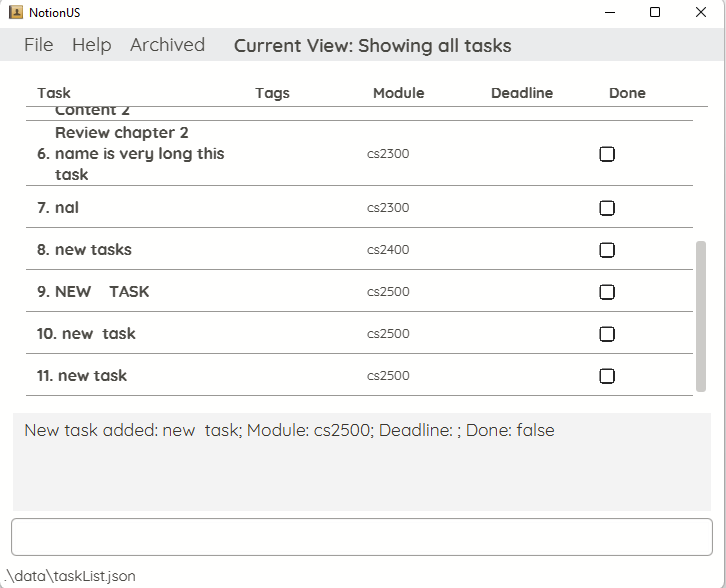 NotionUS
File Help Archived Current View: Showing all tasks
Task Tags Module Deadline Done
Content 2
Review chapter 2
6. name is very long this cs2300
task
7. nal cs2300
8. new tasks cs2400
9. NEW    TASK cs2500
10. new  task cs2500
11. new task cs2500
New task added: new  task; Module: cs2500; Deadline: ; Done: false
.\data\taskList.json